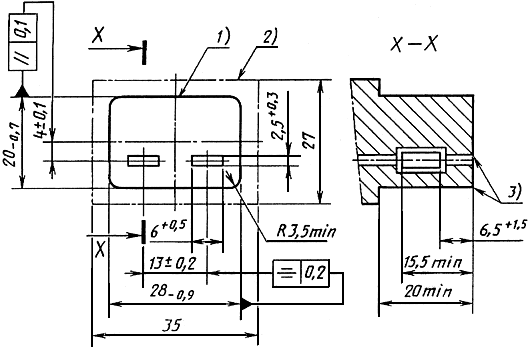 // 0,1
X
1)
2)
X–X
20-0,7
4±0,1
2,5+0,3
27
3)
X
6+0,5
R3,5min
6,5+1,5
13±0,2
0,2
15,5 min
28-0,9
20min
35